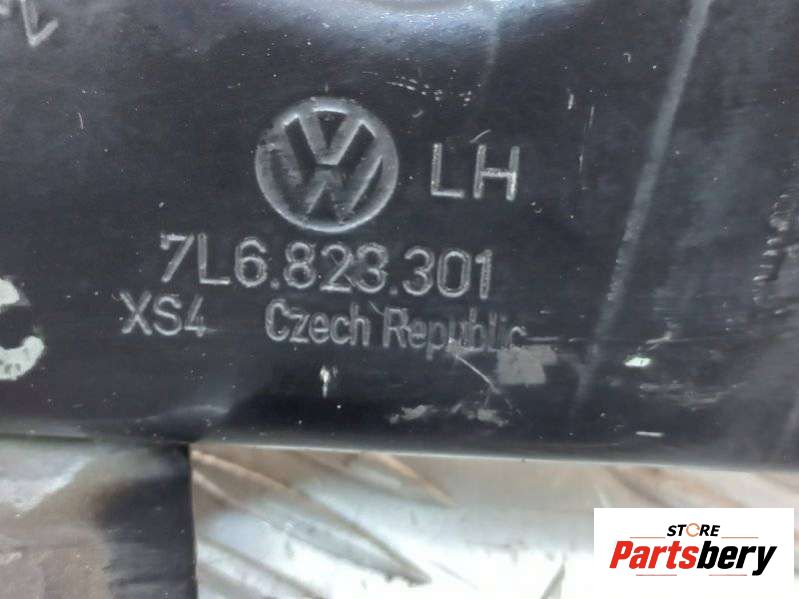 LH
7L6.823.301
XS4 Czech Republic
STORE
Partsbery